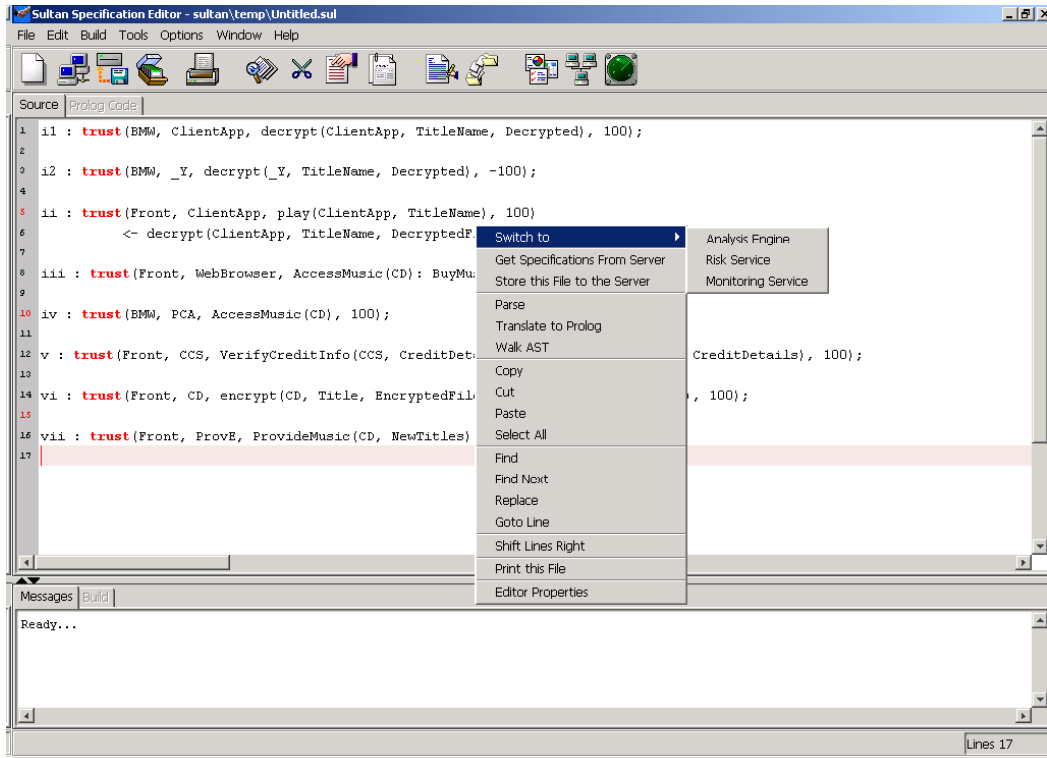 Sultan Specification Editor - sultan\temp\Untitled.sul
File Edit Build Tools Options Window Help
Source Prolog Code
1 i1 : trust(BMW, ClientApp, decrypt(ClientApp, TitleName, Decrypted), 100);
2
3 i2 : trust(BMW, _Y, decrypt(_Y, TitleName, Decrypted), -100);
4
5 ii : trust(Front, ClientApp, play(ClientApp, TitleName), 100)
6 <- decrypt(ClientApp, TitleName, DecryptedF
7
8 iii : trust(Front, WebBrowser, AccessMusic(CD): BuyMu
9
10 iv : trust(BMW, PCA, AccessMusic(CD), 100);
11
12 v : trust(Front, CCS, VerifyCreditInfo(CCS, CreditDet CreditDetails), 100);
13
14 vi : trust(Front, CD, encrypt(CD, Title, EncryptedFil , 100);
15
16 vii : trust(Front, ProvE, ProvideMusic(CD, NewTitles)
17
Switch to
Analysis Engine
Risk Service
Monitoring Service
Get Specifications From Server
Store this File to the Server
Parse
Translate to Prolog
Walk AST
Copy
Cut
Paste
Select All
Find
Find Next
Replace
Goto Line
Shift Lines Right
Print this File
Editor Properties
Messages Build
Ready...
Lines 17